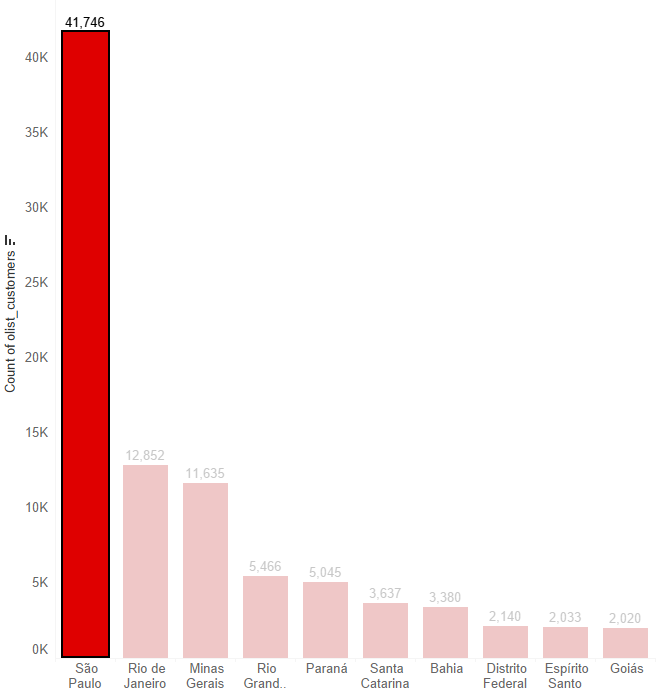 41,746
40K
35K
30K
25K
20K
15K
10K
5K
0K
Count of olist_customers
12,852
11,635
5,466
5,045
3,637
3,380
2,140
2,033
2,020
São
Paulo
Rio de
Janeiro
Minas
Gerais
Rio
Grand..
Paraná
Santa
Catarina
Bahia
Distrito
Federal
Espírito
Santo
Goiás